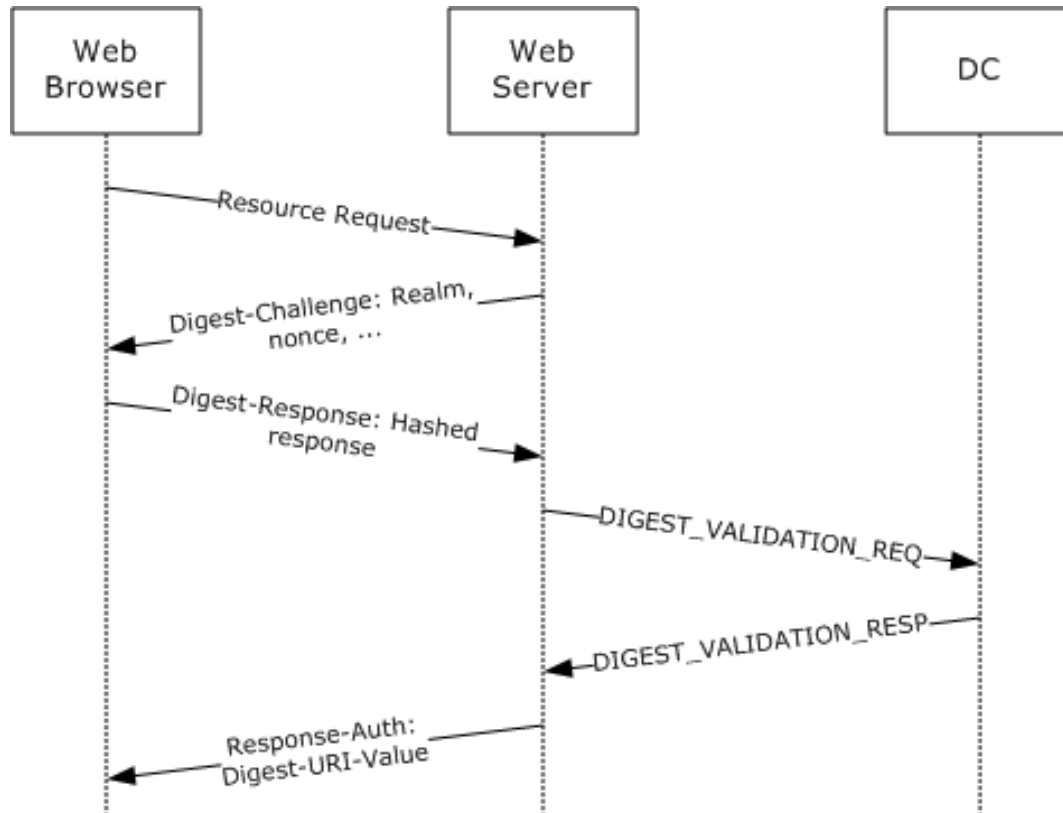 Web
Browser
Web
Server
DC
Resource Request
Digest-Challenge: Realm,
nonce, ...
Digest-Response: Hashed
response
DIGEST_VALIDATION_REQ
DIGEST_VALIDATION_RESP
Response-Auth:
Digest-URI-Value